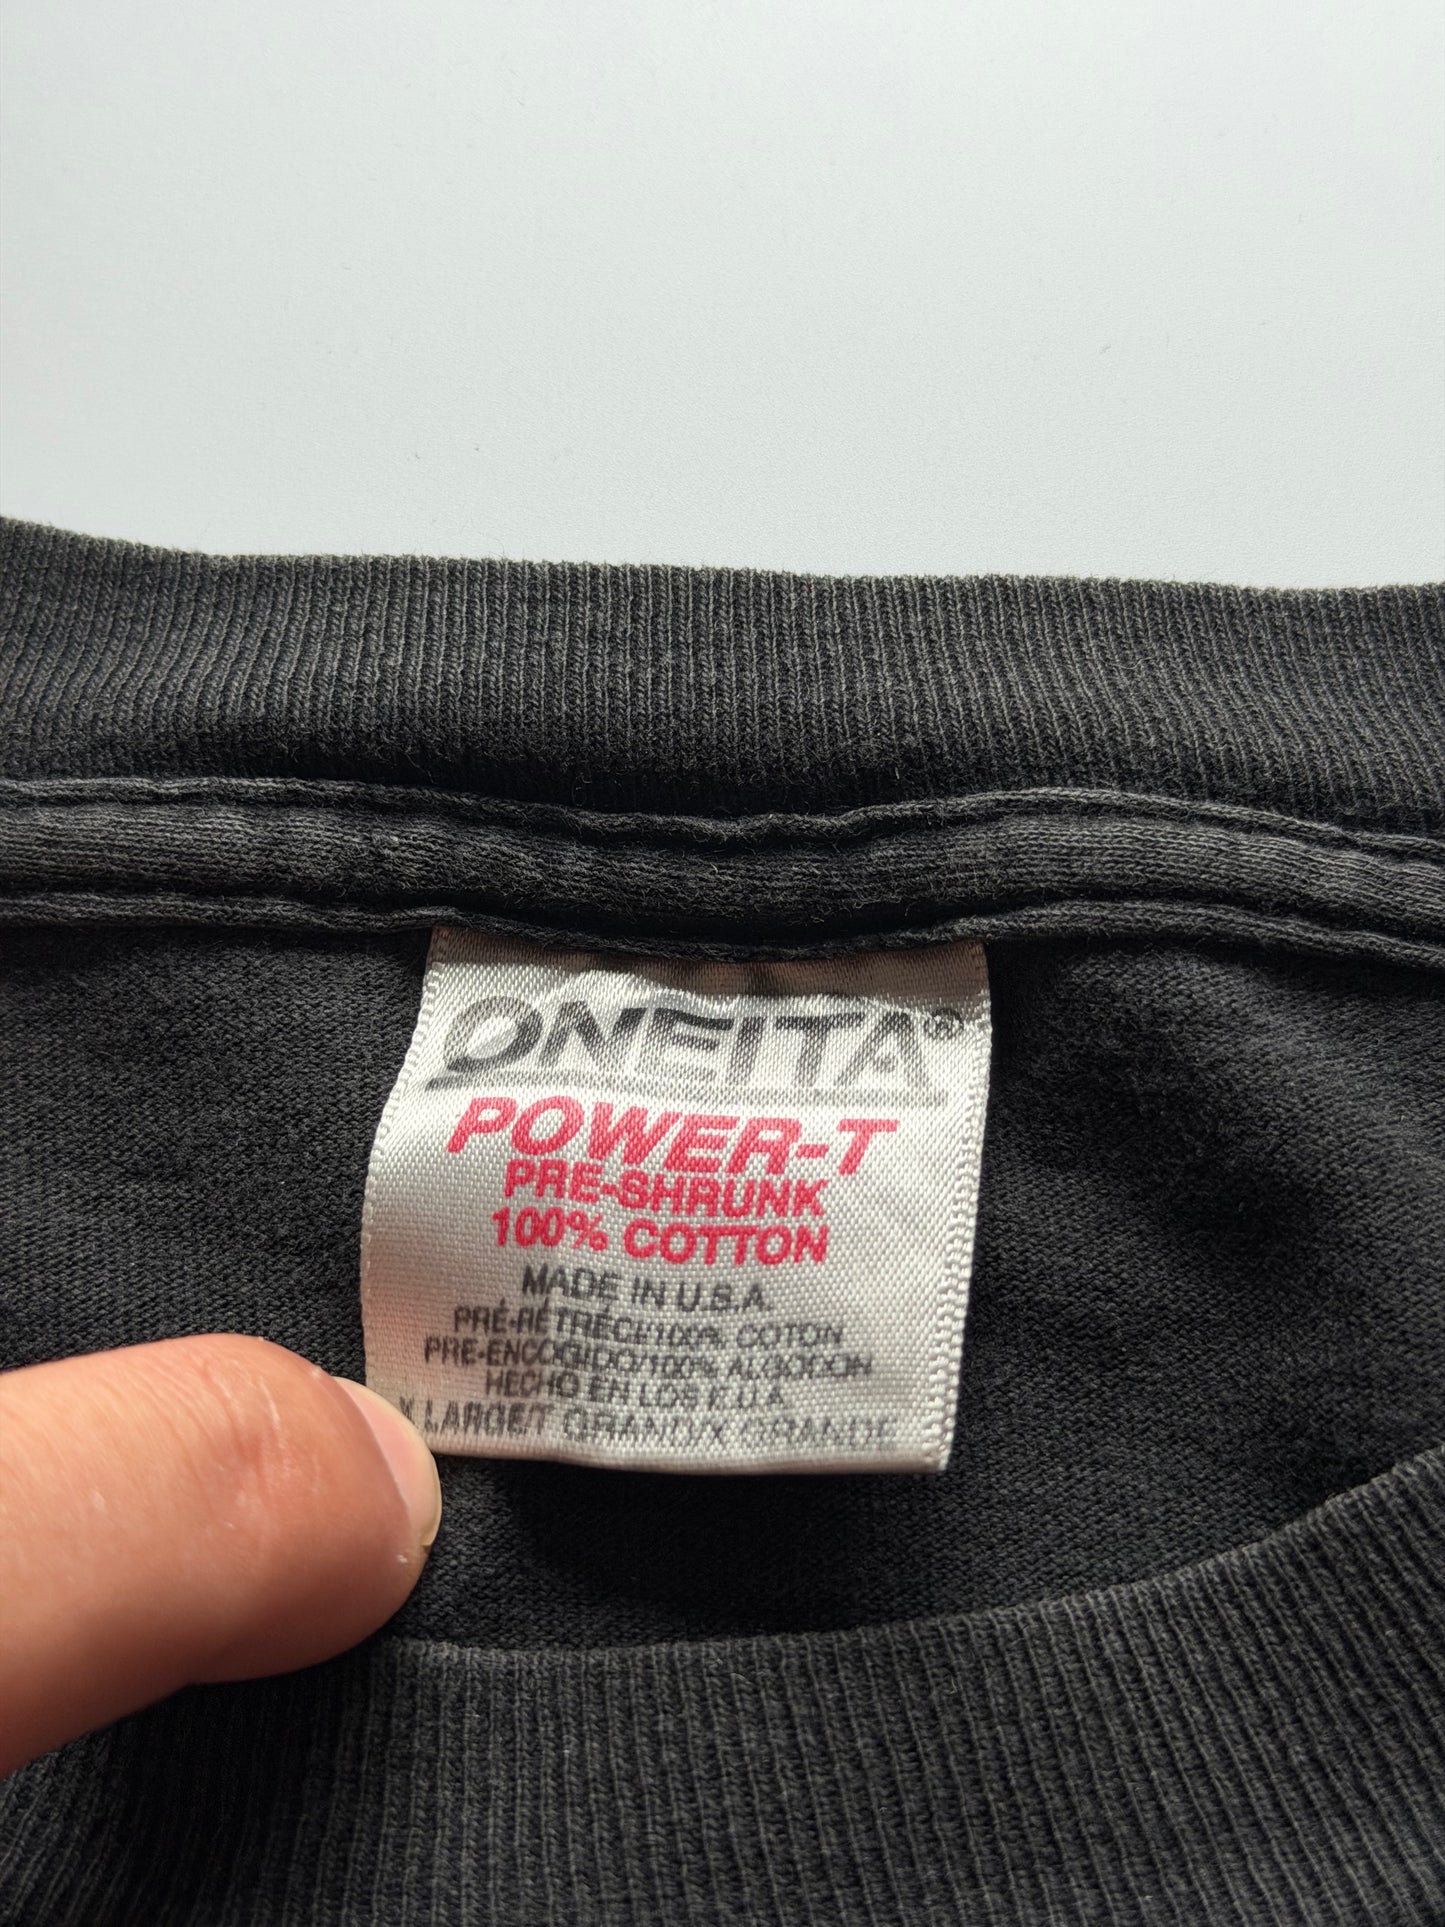 ONEITA®
POWER-T
PRE-SHRUNK
100% COTTON
MADE IN U.S.A.
PRÉ-RÉTRÉCI/100% COTON
PRE-ENCOGIDO/100% ALGODON
HECHO EN LOS E.U.A.
X LARGE/T GRAND/X GRANDE